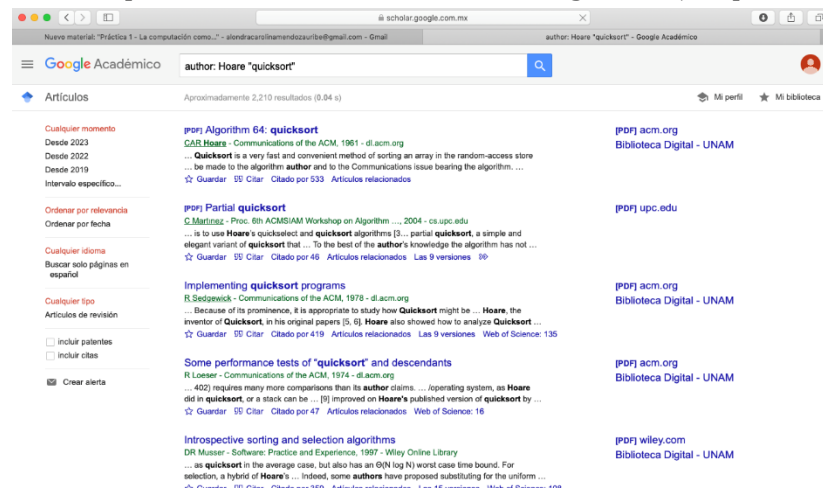 scholar.google.com.mx
Nuevo material: "Práctica 1 - La computación como..." - alondracarolinamendozauribe@gmail.com - Gmail
author: Hoare "quicksort" - Google Académico
Google Académico
author: Hoare "quicksort"
Artículos
Aproximadamente 2,210 resultados (0.04 s)
Mi perfil
Mi biblioteca
Cualquier momento
Desde 2023
Desde 2022
Desde 2019
Intervalo específico...
Ordenar por relevancia
Ordenar por fecha
Cualquier idioma
Buscar solo páginas en
español
Cualquier tipo
Artículos de revisión
incluir patentes
incluir citas
Crear alerta
[PDF] Algorithm 64: quicksort
CAR Hoare - Communications of the ACM, 1961 - dl.acm.org
... Quicksort is a very fast and convenient method of sorting an array in the random-access store
... be made to the algorithm author and to the Communications issue bearing the algorithm. ...
Guardar Citar Citado por 533 Artículos relacionados
[PDF] acm.org
Biblioteca Digital - UNAM
[PDF] Partial quicksort
C Martinez - Proc. 6th ACMSIAM Workshop on Algorithm ..., 2004 - cs.upc.edu
... is to use Hoare's quickselect and quicksort algorithms [3... partial quicksort, a simple and
elegant variant of quicksort that ... To the best of the author's knowledge the algorithm has not ...
Guardar Citar Citado por 46 Artículos relacionados Las 9 versiones
[PDF] upc.edu
Implementing quicksort programs
R Sedgewick - Communications of the ACM, 1978 - dl.acm.org
... Because of its prominence, it is appropriate to study how Quicksort might be ... Hoare, the
inventor of Quicksort, in his original papers [5, 6]. Hoare also showed how to analyze Quicksort ...
Guardar Citar Citado por 419 Artículos relacionados Las 9 versiones Web of Science: 135
[PDF] acm.org
Biblioteca Digital - UNAM
Some performance tests of "quicksort" and descendants
R Loeser - Communications of the ACM, 1974 - dl.acm.org
... 402) requires many more comparisons than its author claims. ... /operating system, as Hoare
did in quicksort, or a stack can be ... [9] improved on Hoare's published version of quicksort by ...
Guardar Citar Citado por 47 Artículos relacionados Web of Science: 16
[PDF] acm.org
Biblioteca Digital - UNAM
Introspective sorting and selection algorithms
DR Musser - Software: Practice and Experience, 1997 - Wiley Online Library
... as quicksort in the average case, but also has an Θ(N log N) worst case time bound. For
selection, a hybrid of Hoare's ... Indeed, some authors have proposed substituting for the uniform ...
Guardar Citar Citado por 359 Artículos relacionados Las 15 versiones Web of Science: 108
[PDF] wiley.com
Biblioteca Digital - UNAM